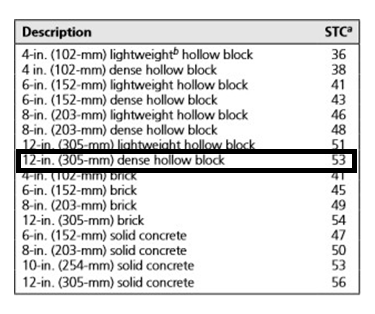 Description STCª
4-in. (102-mm) lightweightᵇ hollow block 36
4 in. (102-mm) dense hollow block 38
6-in. (152-mm) lightweight hollow block 41
6-in. (152-mm) dense hollow block 43
8-in. (203-mm) lightweight hollow block 46
8-in. (203-mm) dense hollow block 48
12-in. (305-mm) lightweight hollow block 51
12-in. (305-mm) dense hollow block 53
4-in. (102-mm) brick 41
6-in. (152-mm) brick 45
8-in. (203-mm) brick 49
12-in. (305-mm) brick 54
6-in. (152-mm) solid concrete 47
8-in. (203-mm) solid concrete 50
10-in. (254-mm) solid concrete 53
12-in. (305-mm) solid concrete 56